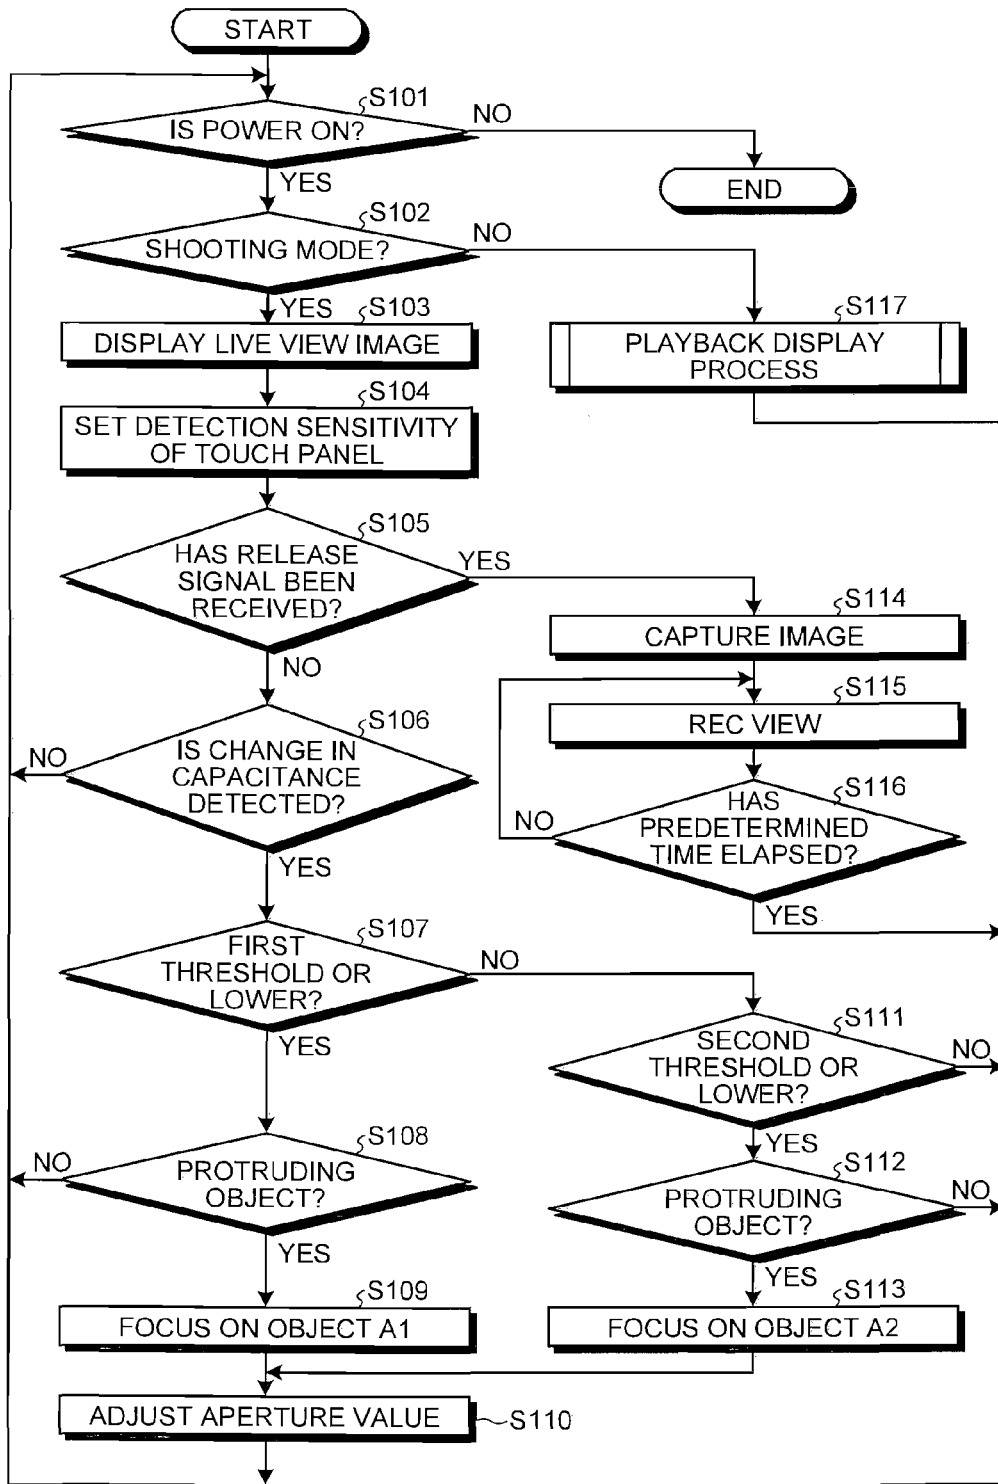 START
S101
IS POWER ON?
NO
YES
END
S102
SHOOTING MODE?
NO
YES
S103
DISPLAY LIVE VIEW IMAGE
S117
PLAYBACK DISPLAY
PROCESS
S104
SET DETECTION SENSITIVITY
OF TOUCH PANEL
S105
HAS RELEASE
SIGNAL BEEN
RECEIVED?
YES
NO
S114
CAPTURE IMAGE
S115
REC VIEW
S106
IS CHANGE IN
CAPACITANCE
DETECTED?
NO
YES
S116
HAS
PREDETERMINED
TIME ELAPSED?
NO
YES
S107
FIRST
THRESHOLD OR
LOWER?
NO
YES
S111
SECOND
THRESHOLD OR
LOWER?
NO
YES
S108
PROTRUDING
OBJECT?
NO
YES
S112
PROTRUDING
OBJECT?
NO
YES
S109
FOCUS ON OBJECT A1
S113
FOCUS ON OBJECT A2
ADJUST APERTURE VALUE
S110